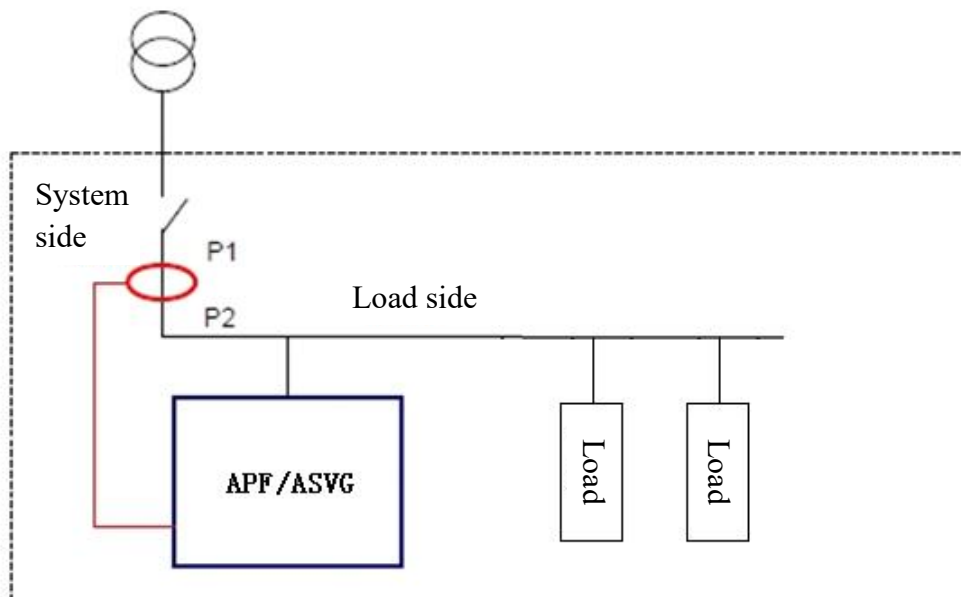 System
side
P1
P2
Load side
APF/ASVG
Load
Load